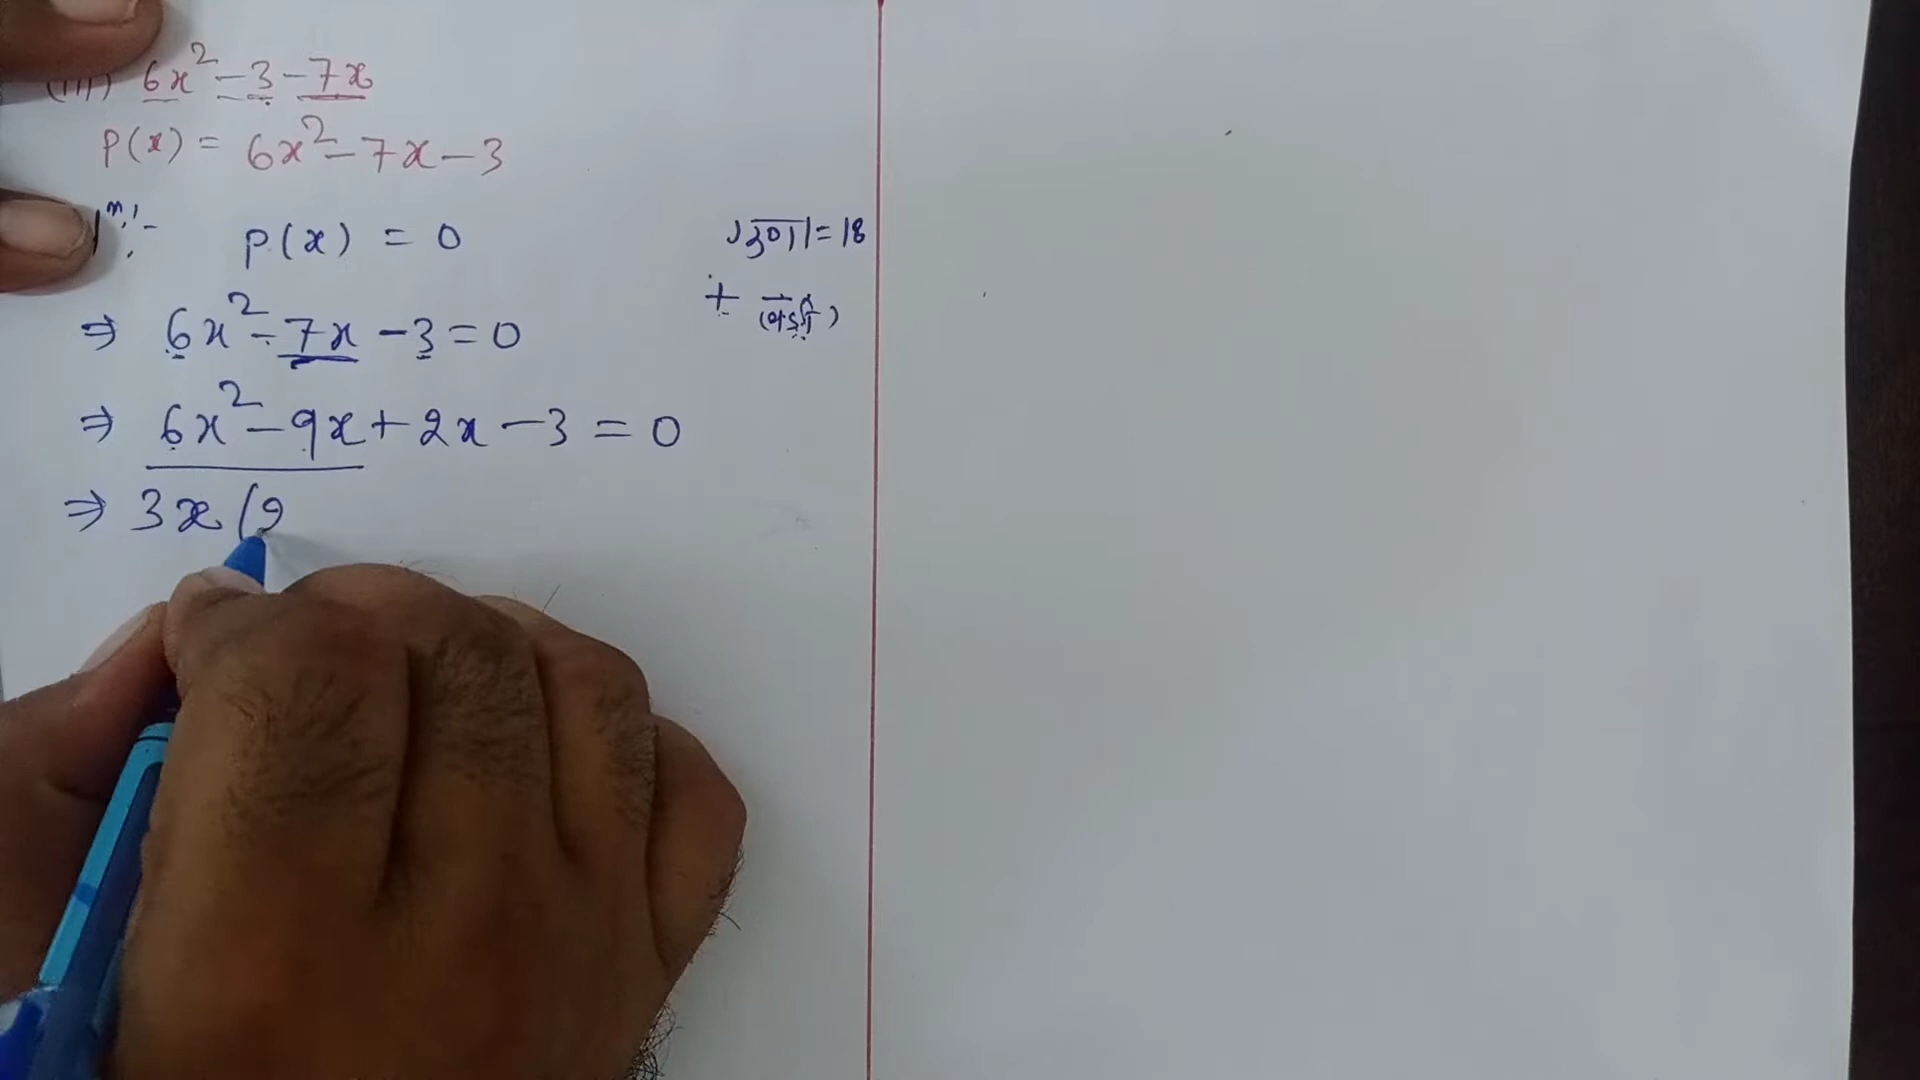 (iii) 6x² - 3 - 7x
P(x) = 6x² - 7x - 3
P(x) = 0
= 18
⇒ 6x² - 7x - 3 = 0
+
⇒ 6x² - 9x + 2x - 3 = 0
⇒ 3x (2